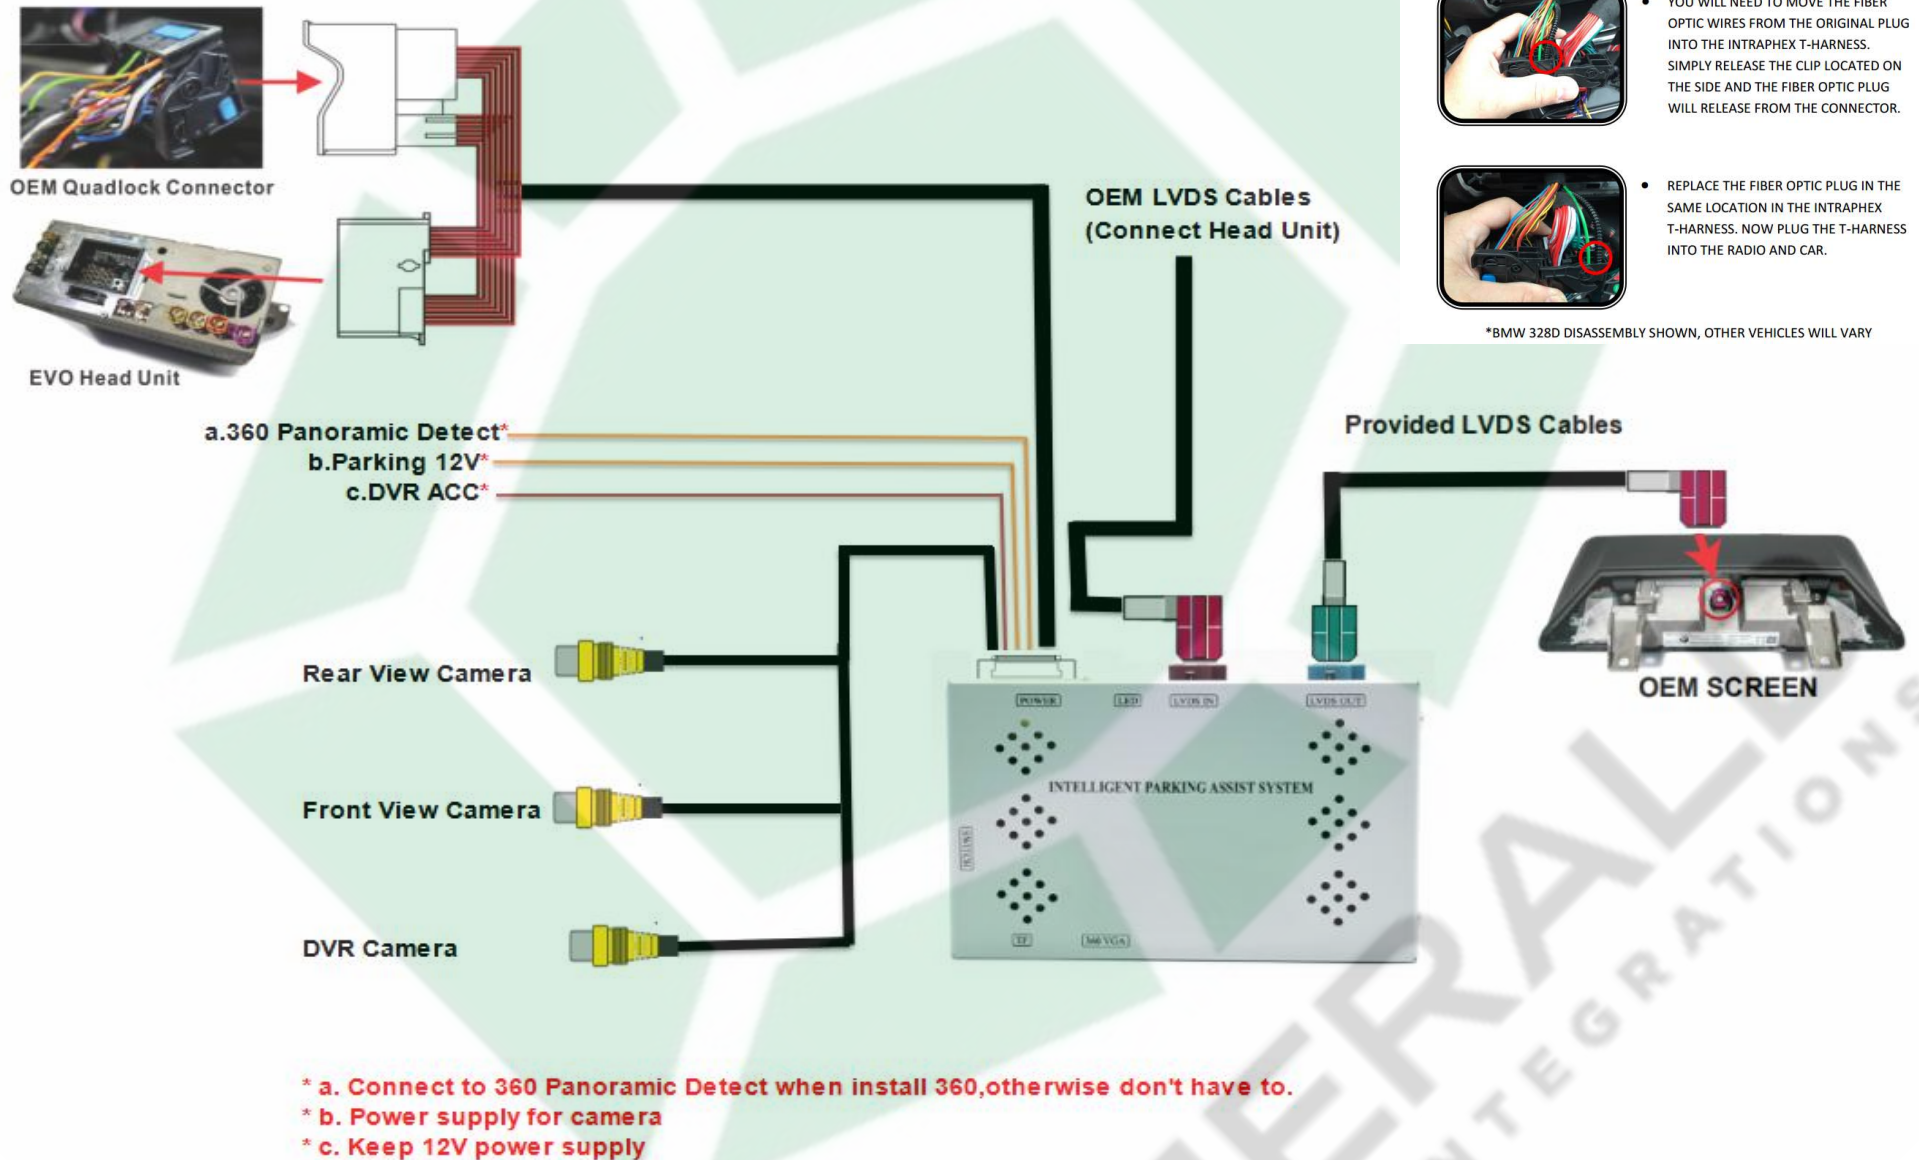 YOU WILL NEED TO MOVE THE FIBER
OPTIC WIRES FROM THE ORIGINAL PLUG
INTO THE INTRAPHEX T-HARNESS.
SIMPLY RELEASE THE CLIP LOCATED ON
THE SIDE AND THE FIBER OPTIC PLUG
WILL RELEASE FROM THE CONNECTOR.
REPLACE THE FIBER OPTIC PLUG IN THE
SAME LOCATION IN THE INTRAPHEX
T-HARNESS. NOW PLUG THE T-HARNESS
INTO THE RADIO AND CAR.
*BMW 328D DISASSEMBLY SHOWN, OTHER VEHICLES WILL VARY
OEM Quadlock Connector
EVO Head Unit
OEM LVDS Cables
(Connect Head Unit)
Provided LVDS Cables
OEM SCREEN
a.360 Panoramic Detect*
b.Parking 12V*
c.DVR ACC*
Rear View Camera
Front View Camera
DVR Camera
POWER
LED
LVDS IN
LVDS OUT
INTELLIGENT PARKING ASSIST SYSTEM
SWITCH
TF
360 VGA
* a. Connect to 360 Panoramic Detect when install 360,otherwise don't have to.
* b. Power supply for camera
* c. Keep 12V power supply
ERALD
NTEGRATIONS